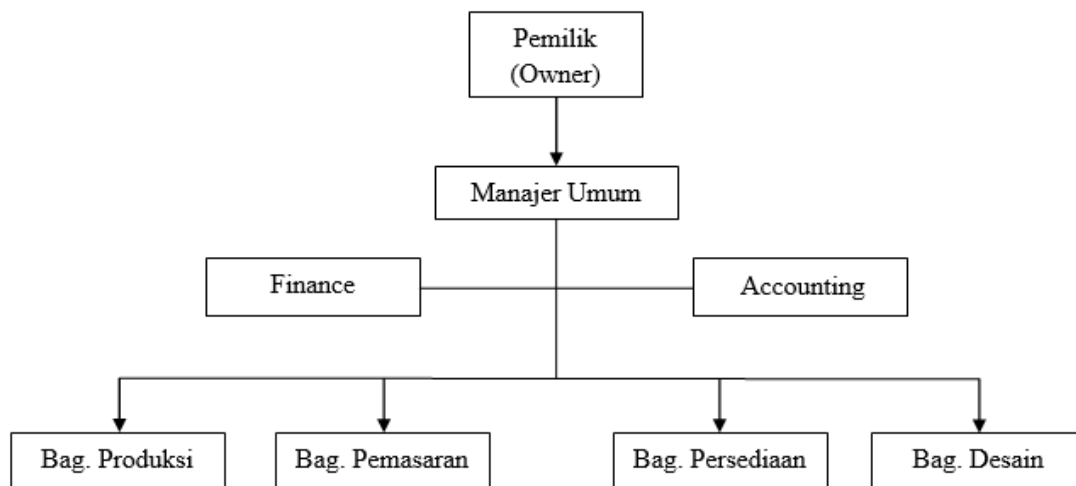 Pemilik
(Owner)
Manajer Umum
Finance
Accounting
Bag. Produksi
Bag. Pemasaran
Bag. Persediaan
Bag. Desain